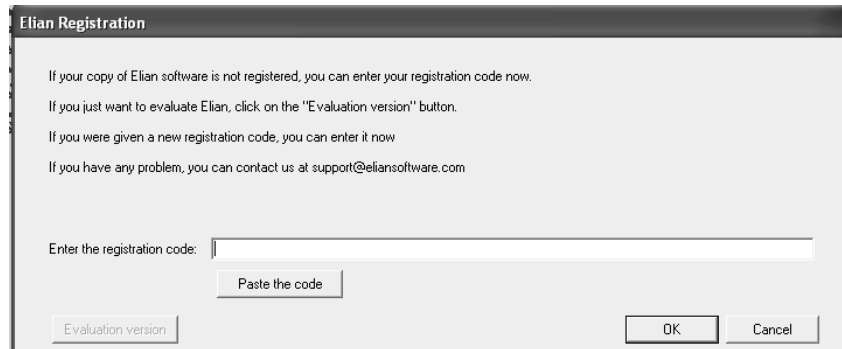 Elian Registration
If your copy of Elian software is not registered, you can enter your registration code now.
If you just want to evaluate Elian, click on the "Evaluation version" button.
If you were given a new registration code, you can enter it now
If you have any problem, you can contact us at support@eliansoftware.com
Enter the registration code:
Paste the code
Evaluation version OK Cancel